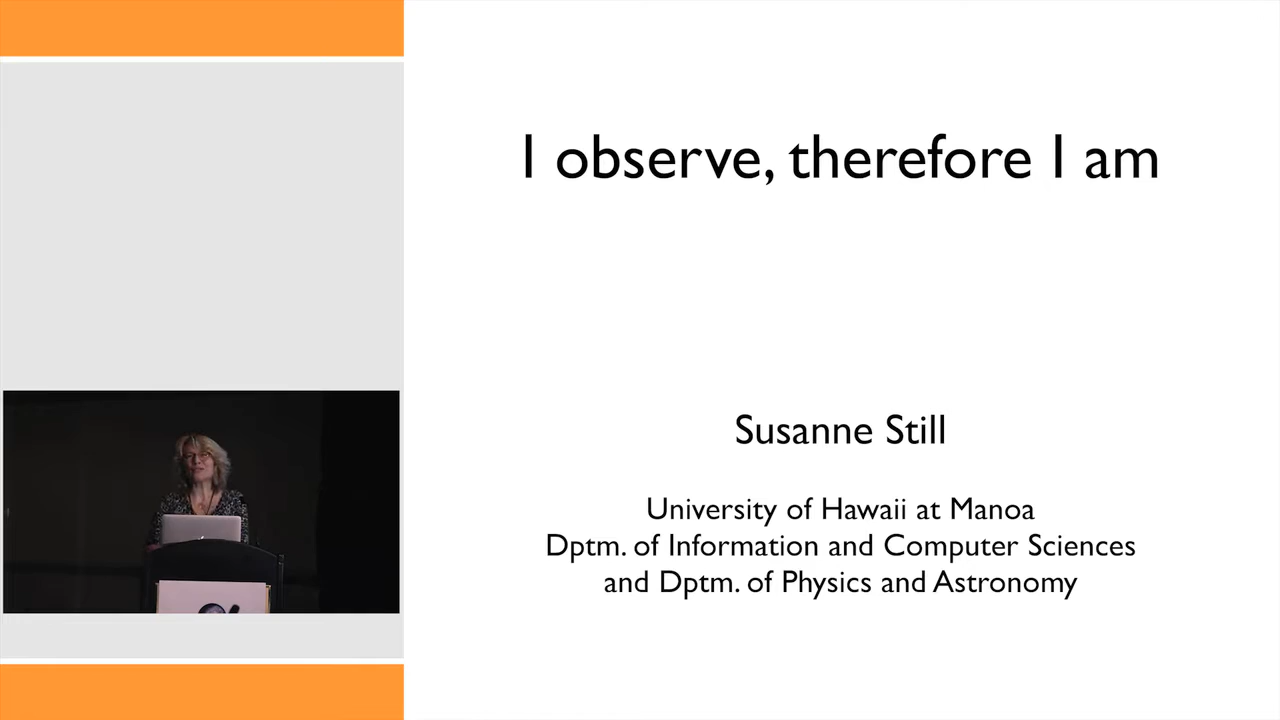 I observe, therefore I am
Susanne Still
University of Hawaii at Manoa
Dptm. of Information and Computer Sciences
and Dptm. of Physics and Astronomy